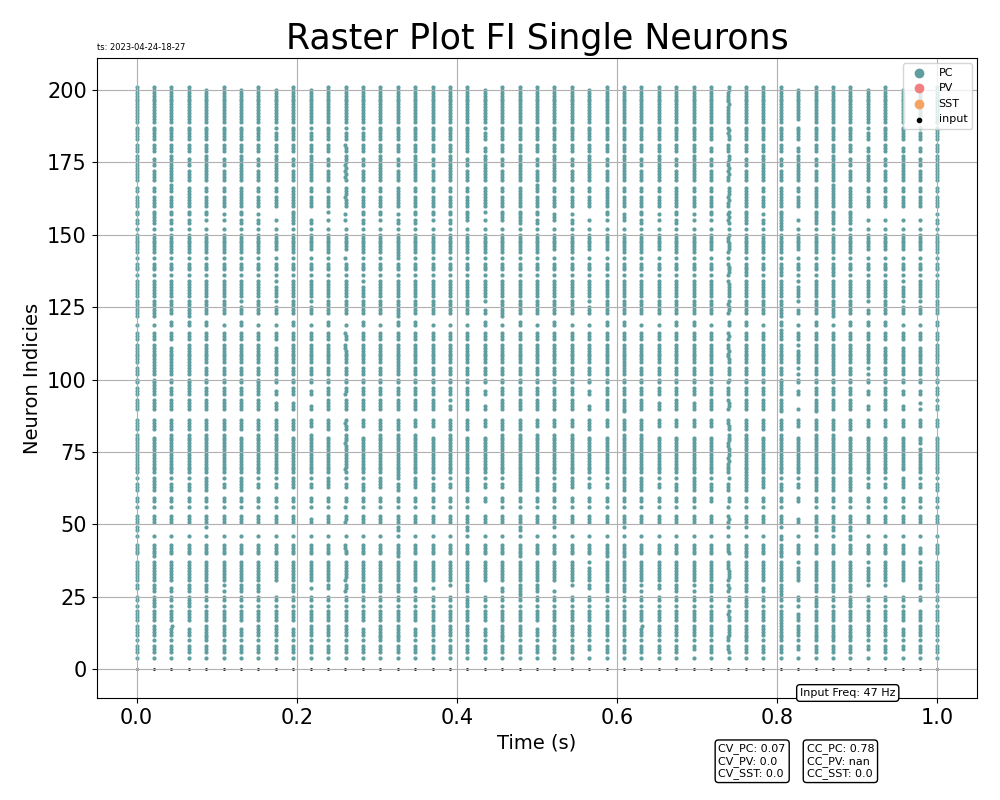 Raster Plot FI Single Neurons
ts: 2023-04-24-18-27
PC
PV
SST
input
200
175
150
125
100
75
50
25
0
Neuron Indicies
0.0 0.2 0.4 0.6 0.8 1.0
Input Freq: 47 Hz
Time (s)
CV_PC: 0.07
CV_PV: 0.0
CV_SST: 0.0
CC_PC: 0.78
CC_PV: nan
CC_SST: 0.0